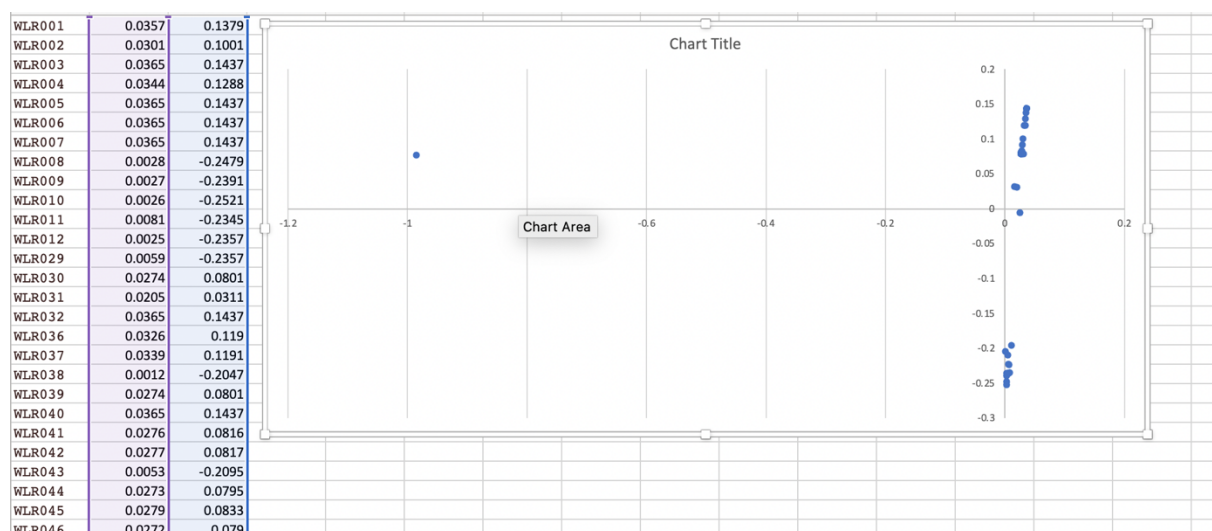 WLR001 0.0357 0.1379
WLR002 0.0301 0.1001
WLR003 0.0365 0.1437
WLR004 0.0344 0.1288
WLR005 0.0365 0.1437
WLR006 0.0365 0.1437
WLR007 0.0365 0.1437
WLR008 0.0028 -0.2479
WLR009 0.0027 -0.2391
WLR010 0.0026 -0.2521
WLR011 0.0081 -0.2345
WLR012 0.0025 -0.2357
WLR029 0.0059 -0.2357
WLR030 0.0274 0.0801
WLR031 0.0205 0.0311
WLR032 0.0365 0.1437
WLR036 0.0326 0.119
WLR037 0.0339 0.1191
WLR038 0.0012 -0.2047
WLR039 0.0274 0.0801
WLR040 0.0365 0.1437
WLR041 0.0276 0.0816
WLR042 0.0277 0.0817
WLR043 0.0053 -0.2095
WLR044 0.0273 0.0795
WLR045 0.0279 0.0833
WLR046 0.0272 0.079
Chart Title
0.2
0.15
0.1
0.05
0
-1.2 -1 -0.6 -0.4 -0.2 0 0.2
Chart Area
-0.05
-0.1
-0.15
-0.2
-0.25
-0.3